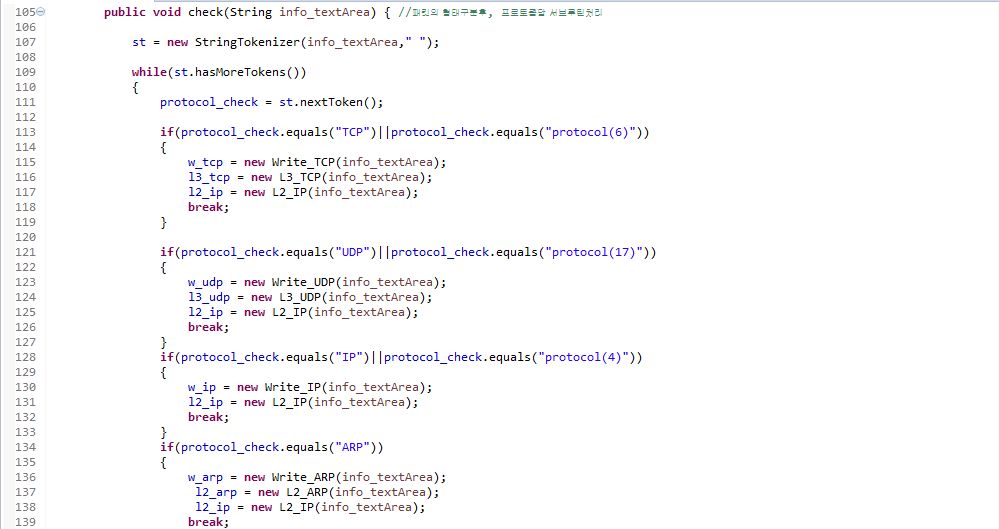 105 public void check(String info_textArea) { //패킷의 형태구분후, 프로토콜당 서브루틴처리
106
107 st = new StringTokenizer(info_textArea," ");
108
109 while(st.hasMoreTokens())
110 {
111 protocol_check = st.nextToken();
112
113 if(protocol_check.equals("TCP")||protocol_check.equals("protocol(6)"))
114 {
115 w_tcp = new Write_TCP(info_textArea);
116 l3_tcp = new L3_TCP(info_textArea);
117 l2_ip = new L2_IP(info_textArea);
118 break;
119 }
120
121 if(protocol_check.equals("UDP")||protocol_check.equals("protocol(17)"))
122 {
123 w_udp = new Write_UDP(info_textArea);
124 l3_udp = new L3_UDP(info_textArea);
125 l2_ip = new L2_IP(info_textArea);
126 break;
127 }
128 if(protocol_check.equals("IP")||protocol_check.equals("protocol(4)"))
129 {
130 w_ip = new Write_IP(info_textArea);
131 l2_ip = new L2_IP(info_textArea);
132 break;
133 }
134 if(protocol_check.equals("ARP"))
135 {
136 w_arp = new Write_ARP(info_textArea);
137 l2_arp = new L2_ARP(info_textArea);
138 l2_ip = new L2_IP(info_textArea);
139 break;